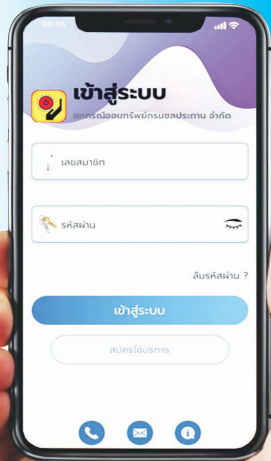 เข้าสู่ระบบ
สหกรณ์ออมทรัพย์กรมชลประทาน จำกัด
เลขสมาชิก
รหัสผ่าน
ลืมรหัสผ่าน ?
เข้าสู่ระบบ
สมัครใช้บริการ